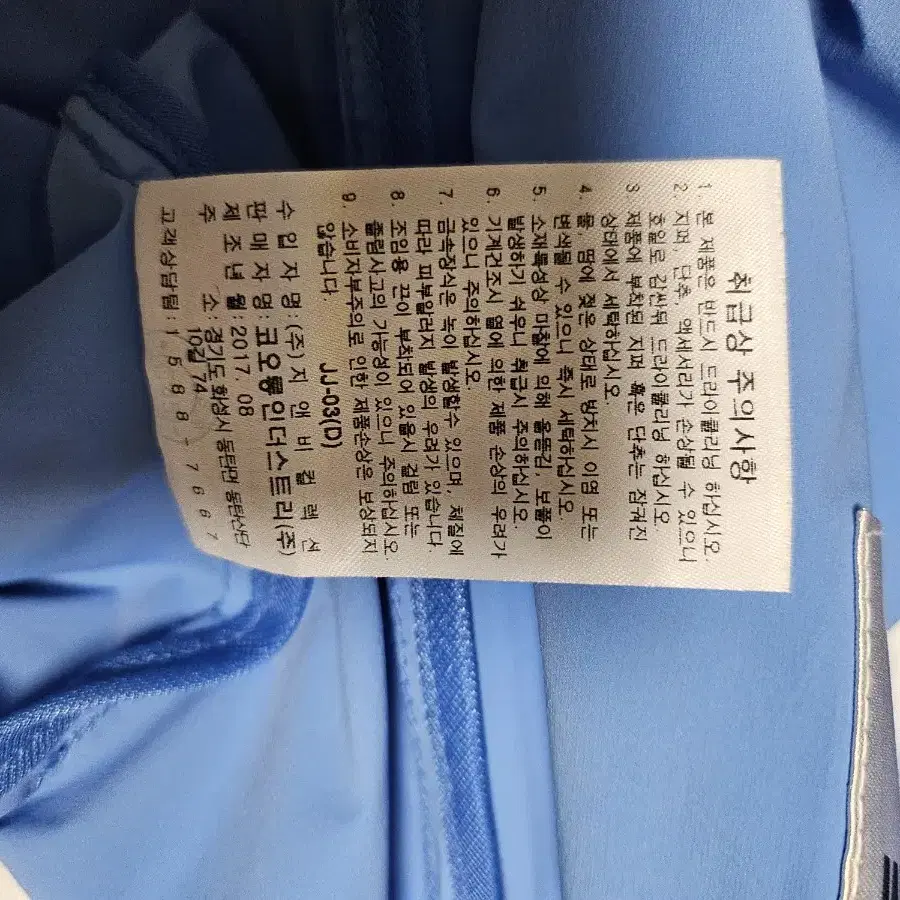 취급상 주의사항
1. 본 제품은 반드시 드라이클리닝 하십시오.
2. 지퍼, 단추, 액세사리가 손상될 수 있으니
호일로 감싼뒤 드라이클리닝 하십시오.
3. 제품에 부착된 지퍼, 혹은 단추는 잠궈진
상태에서 세탁하십시오.
4. 물, 땀에 젖은 상태로 방치시 이염 또는
변색될 수 있으니 즉시 세탁하십시오.
5. 소재특성상 마찰에 의해 올뜯김, 보풀이
발생하기 쉬우니 취급시 주의하십시오.
6. 기계건조시 열에 의한 제품 손상의 우려가
있으니 주의하십시오.
7. 금속장식은 녹이 발생할수 있으며, 체질에
따라 피부알러지 발생의 우려가 있습니다.
8. 조임용 끈이 부착되어 있을시 걸림 또는
졸림사고의 가능성이 있으니 주의하십시오.
9. 소비자부주의로 인한 제품손상은 보상되지
않습니다. JJ-03(D)
수입자명: (주)지앤비컬렉션
판매자명: 코오롱인더스트리(주)
제조년월: 2017. 08
주 소: 경기도 화성시 동탄면 동탄산단
10길 74
고객상담팀: 1588-7667